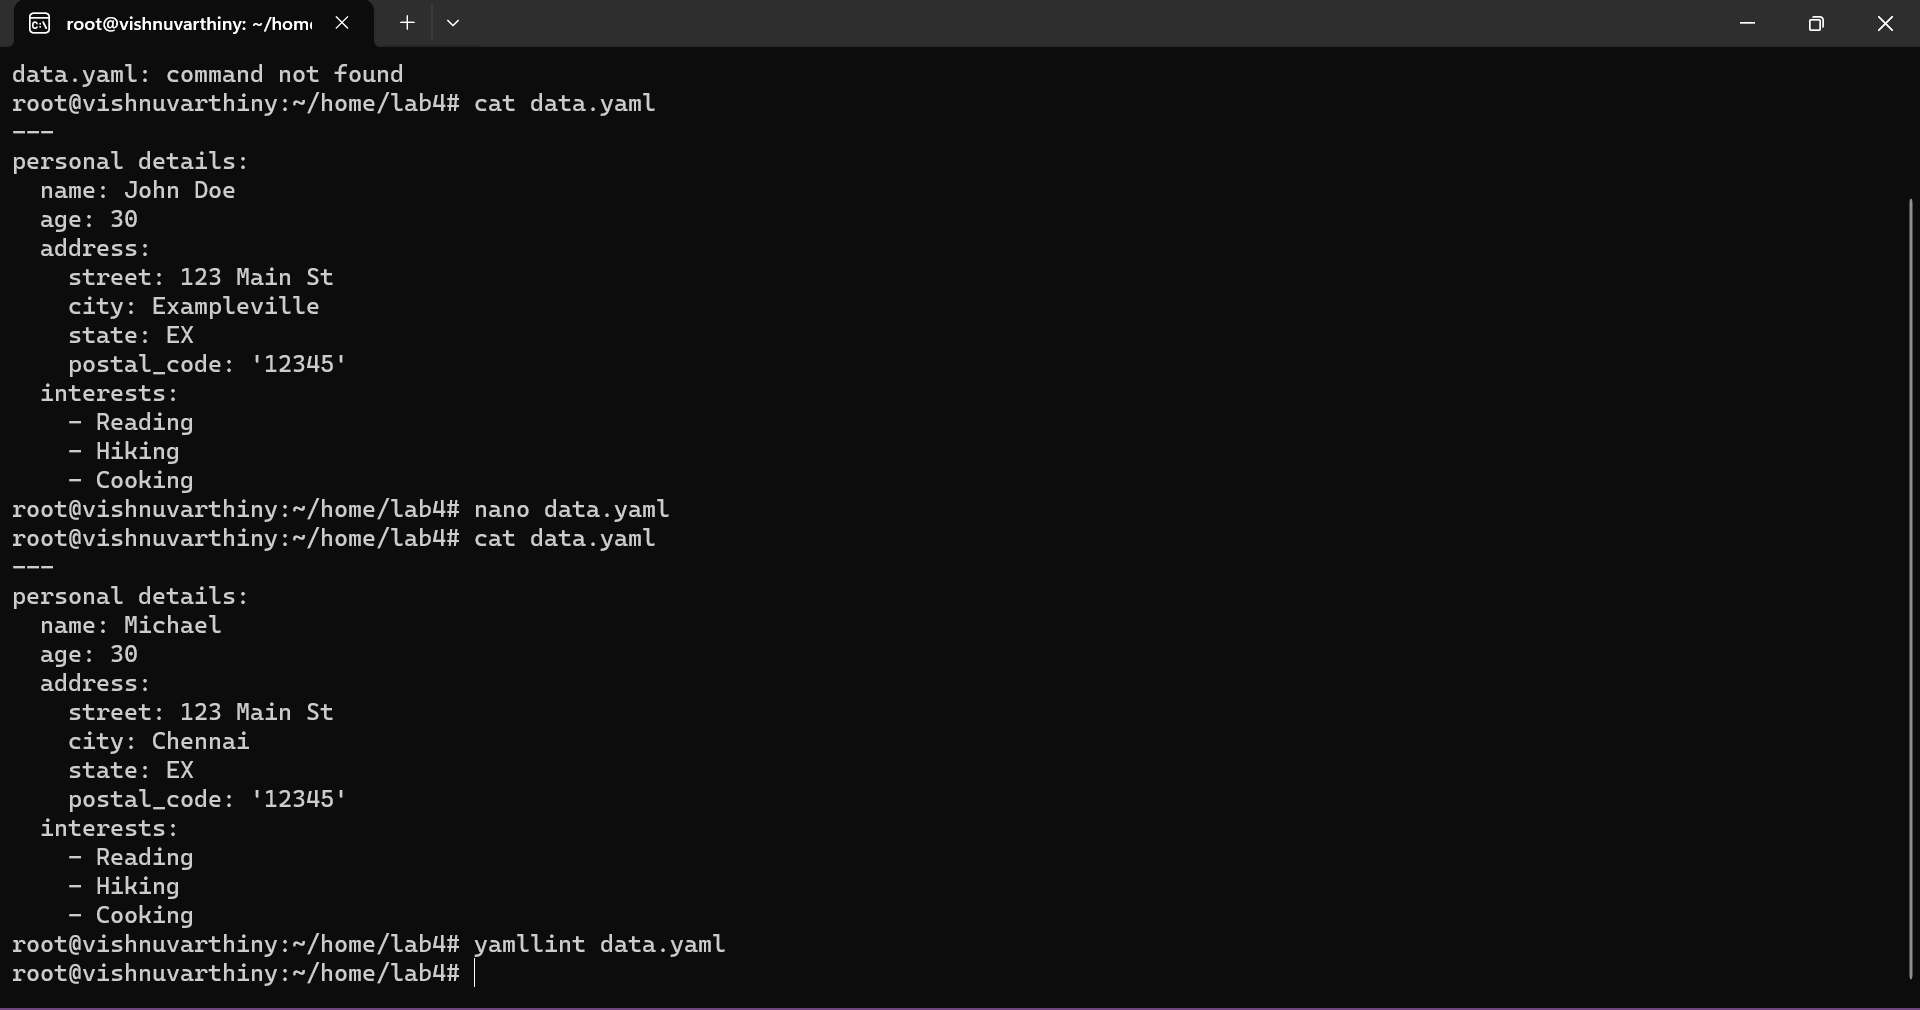 root@vishnuvarthiny: ~/hom
data.yaml: command not found
root@vishnuvarthiny:~/home/lab4# cat data.yaml
---
personal details:
  name: John Doe
  age: 30
  address:
    street: 123 Main St
    city: Exampleville
    state: EX
    postal_code: '12345'
  interests:
    - Reading
    - Hiking
    - Cooking
root@vishnuvarthiny:~/home/lab4# nano data.yaml
root@vishnuvarthiny:~/home/lab4# cat data.yaml
---
personal details:
  name: Michael
  age: 30
  address:
    street: 123 Main St
    city: Chennai
    state: EX
    postal_code: '12345'
  interests:
    - Reading
    - Hiking
    - Cooking
root@vishnuvarthiny:~/home/lab4# yamllint data.yaml
root@vishnuvarthiny:~/home/lab4#